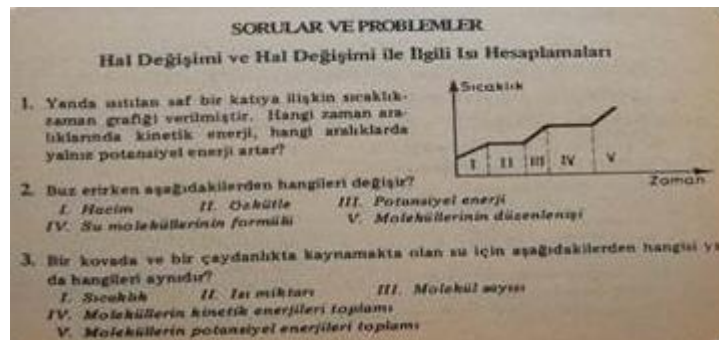 SORULAR VE PROBLEMLER
Hal Değişimi ve Hal Değişimi ile İlgili Isı Hesaplamaları
1. Yanda ısıtılan saf bir katıya ilişkin sıcaklık-
zaman grafiği verilmiştir. Hangi zaman ara-
lıklarında kinetik enerji, hangi aralıklarda
yalnız potansiyel enerji artar?
Sıcaklık
I II III IV V
Zaman
2. Buz erirken aşağıdakilerden hangileri değişir?
I. Hacim II. Özkütle III. Potansiyel enerji
IV. Su moleküllerinin formülü V. Moleküllerinin düzenlenişi
3. Bir kovada ve bir çaydanlıkta kaynamakta olan su için aşağıdakilerden hangisi ya
da hangileri aynıdır?
I. Sıcaklık II. Isı miktarı III. Molekül sayısı
IV. Moleküllerin kinetik enerjileri toplamı
V. Moleküllerin potansiyel enerjileri toplamı